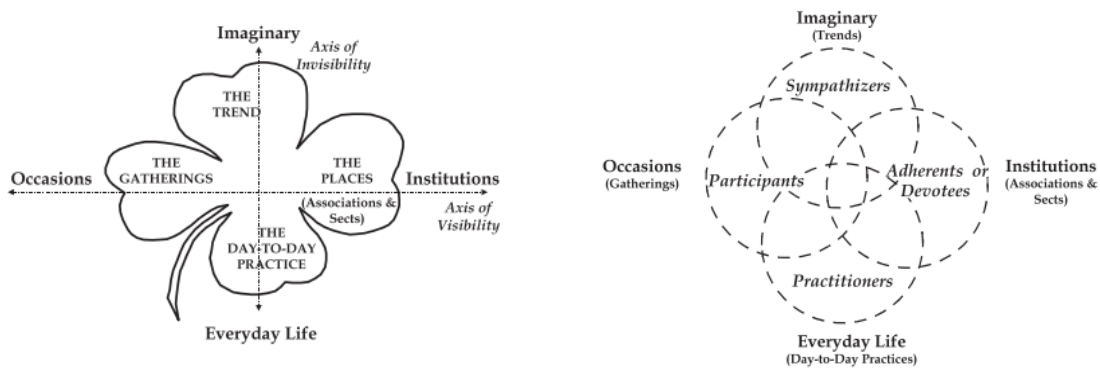 Imaginary
Axis of
Invisibility
THE
TREND
THE
GATHERINGS
THE
PLACES
(Associations &
Sects)
Occasions
Institutions
Axis of
Visibility
THE
DAY-TO-DAY
PRACTICE
Everyday Life
Imaginary
(Trends)
Sympathizers
Occasions
(Gatherings)
Participants
Adherents or
Devotees
Institutions
(Associations &
Sects)
Practitioners
Everyday Life
(Day-to-Day Practices)